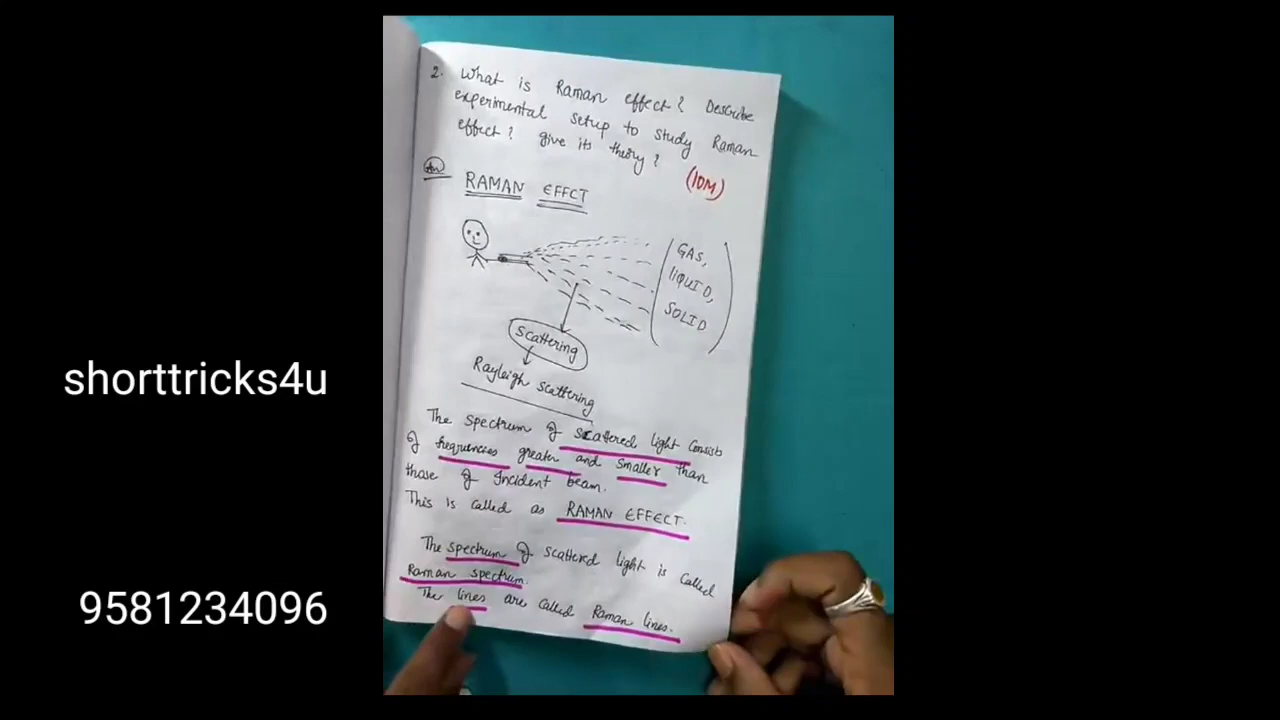 2. What is Raman effect? Describe
experimental setup to study Raman
effect? give its theory?
(10M)
Ans
RAMAN EFFCT
GAS,
LIQUID,
SOLID
Scattering
Rayleigh scattering
The spectrum of scattered light consists
of frequencies greater and smaller than
those of Incident beam.
This is called as RAMAN EFFECT.
The spectrum of scattered light is called
Raman spectrum.
The lines are called Raman lines.
shorttricks4u
9581234096